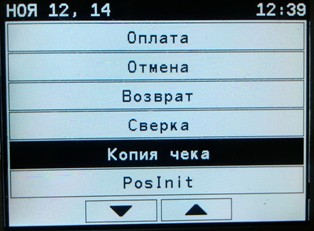 НОЯ 12, 14 12:39
Оплата
Отмена
Возврат
Сверка
Копия чека
PosInit